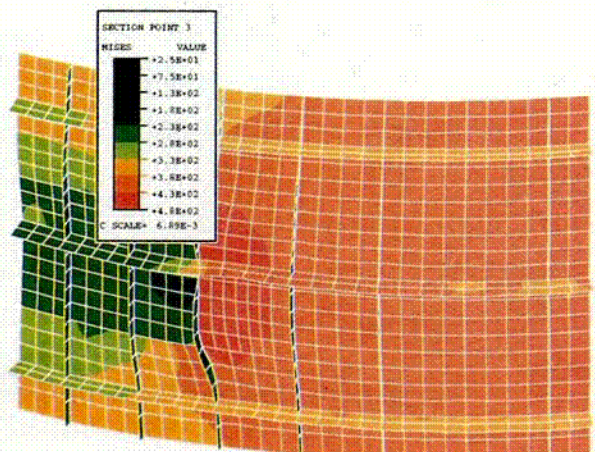 SECTION POINT 3
MISES VALUE
+2.5E+01
+7.5E+01
+1.3E+02
+1.8E+02
+2.3E+02
+2.8E+02
+3.3E+02
+3.8E+02
+4.3E+02
+4.8E+02
C SCALE= 6.89E-3